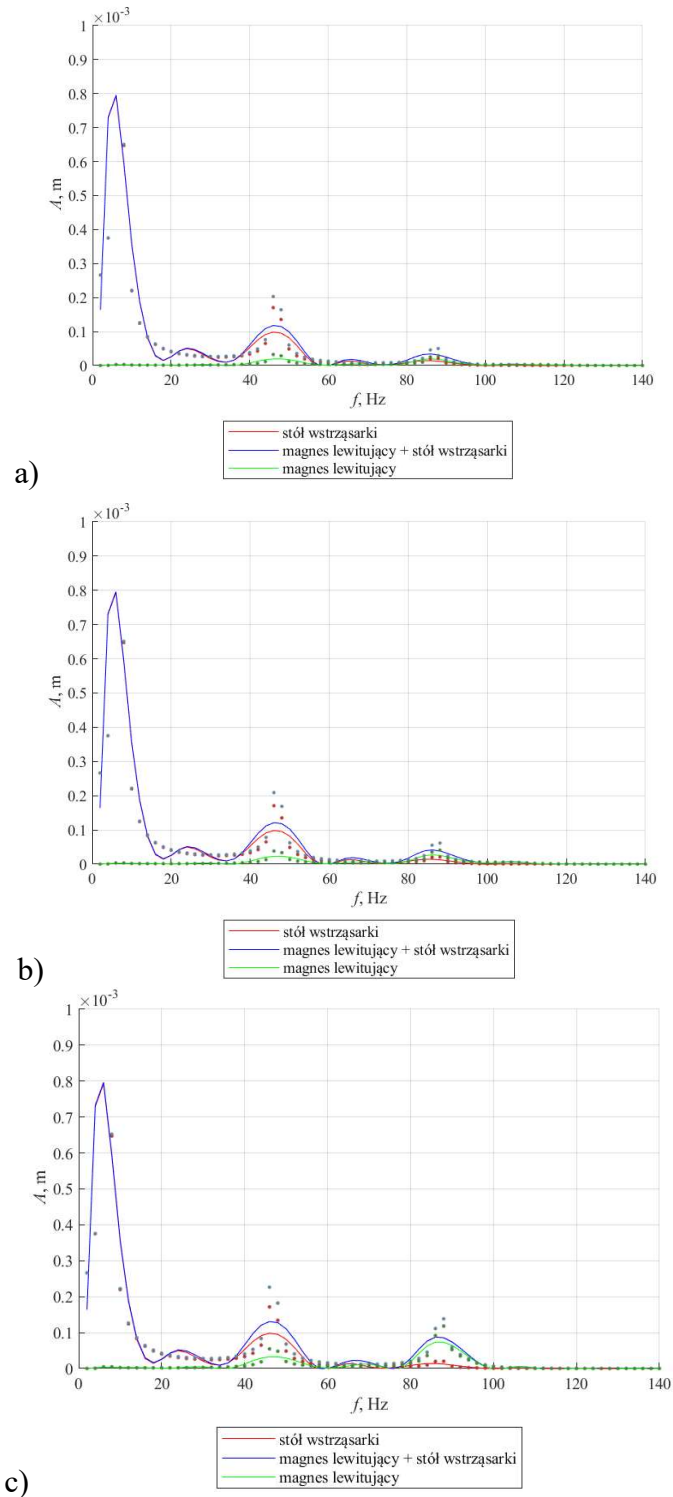 ×10⁻³
1
0.9
0.8
0.7
0.6
0.5
0.4
0.3
0.2
0.1
0
A, m
0 20 40 60 80 100 120 140
f, Hz
stół wstrząsarki
magnes lewitujący + stół wstrząsarki
magnes lewitujący
a)
×10⁻³
1
0.9
0.8
0.7
0.6
0.5
0.4
0.3
0.2
0.1
0
A, m
0 20 40 60 80 100 120 140
f, Hz
stół wstrząsarki
magnes lewitujący + stół wstrząsarki
magnes lewitujący
b)
×10⁻³
1
0.9
0.8
0.7
0.6
0.5
0.4
0.3
0.2
0.1
0
A, m
0 20 40 60 80 100 120 140
f, Hz
stół wstrząsarki
magnes lewitujący + stół wstrząsarki
magnes lewitujący
c)